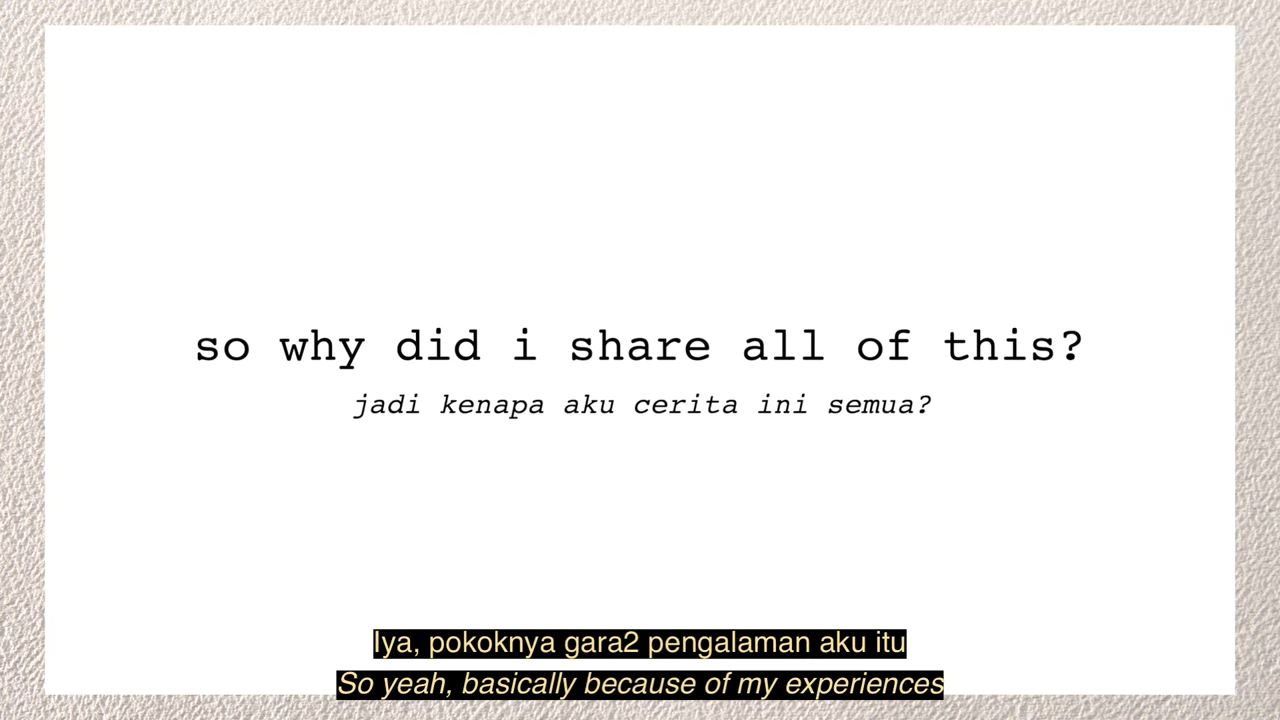 so why did i share all of this?
jadi kenapa aku cerita ini semua?
Iya, pokoknya gara2 pengalaman aku itu
So yeah, basically because of my experiences